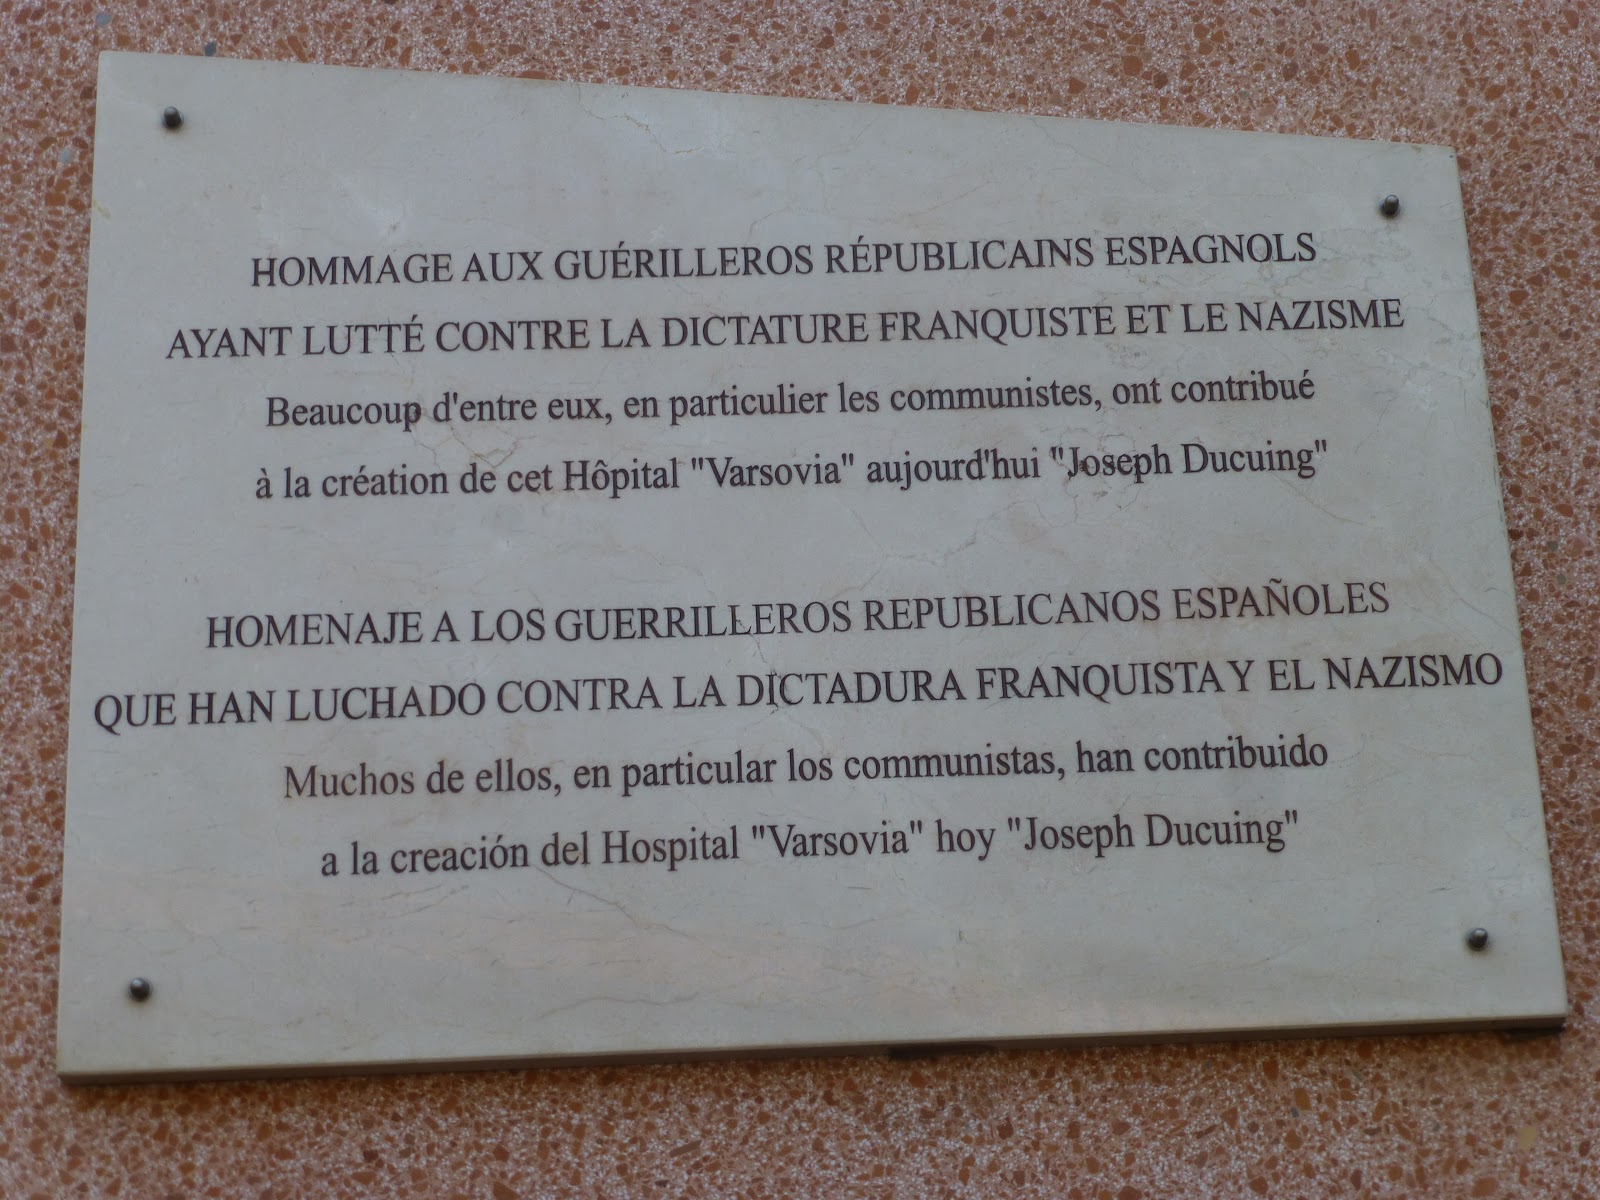 HOMMAGE AUX GUÉRILLEROS RÉPUBLICAINS ESPAGNOLS
AYANT LUTTÉ CONTRE LA DICTATURE FRANQUISTE ET LE NAZISME
Beaucoup d'entre eux, en particulier les communistes, ont contribué
à la création de cet Hôpital "Varsovia" aujourd'hui "Joseph Ducuing"
HOMENAJE A LOS GUERRILLEROS REPUBLICANOS ESPAÑOLES
QUE HAN LUCHADO CONTRA LA DICTADURA FRANQUISTA Y EL NAZISMO
Muchos de ellos, en particular los communistas, han contribuido
a la creación del Hospital "Varsovia" hoy "Joseph Ducuing"